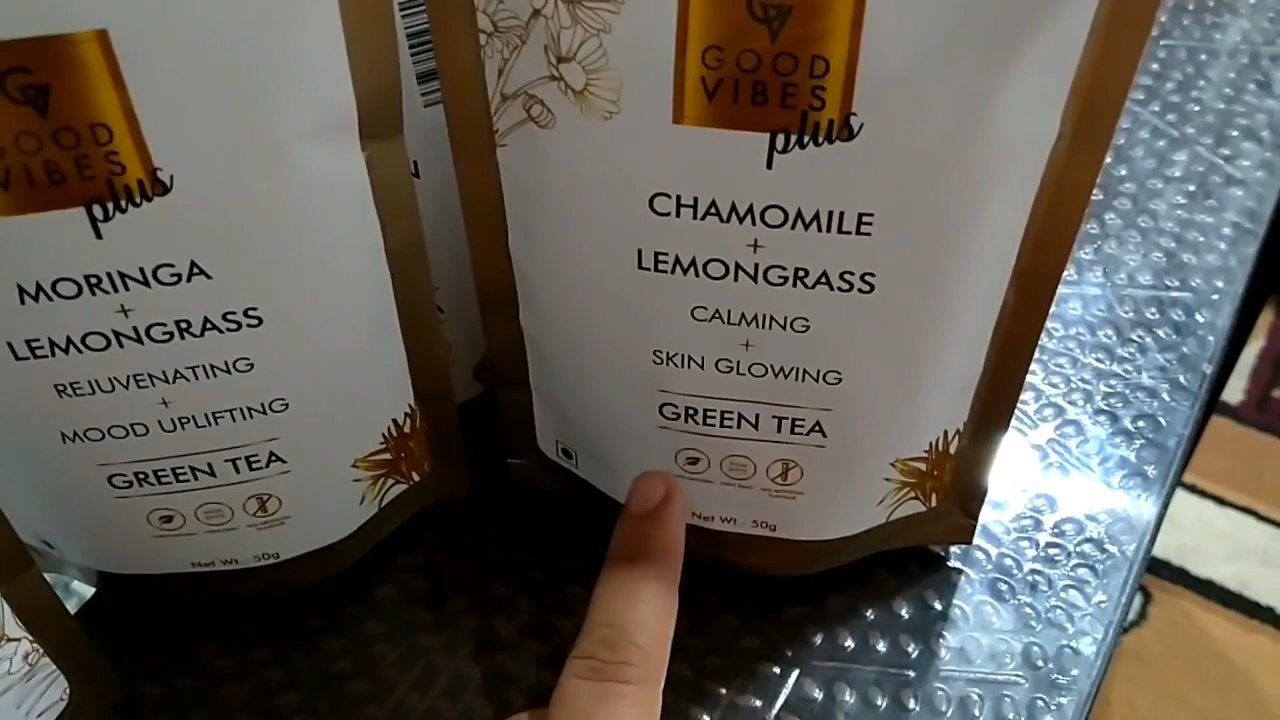 GOOD
VIBES
plus
MORINGA
+
LEMONGRASS
REJUVENATING
+
MOOD UPLIFTING
GREEN TEA
Net Wt. 50g
GOOD
VIBES
plus
CHAMOMILE
+
LEMONGRASS
CALMING
+
SKIN GLOWING
GREEN TEA
Net Wt. 50g